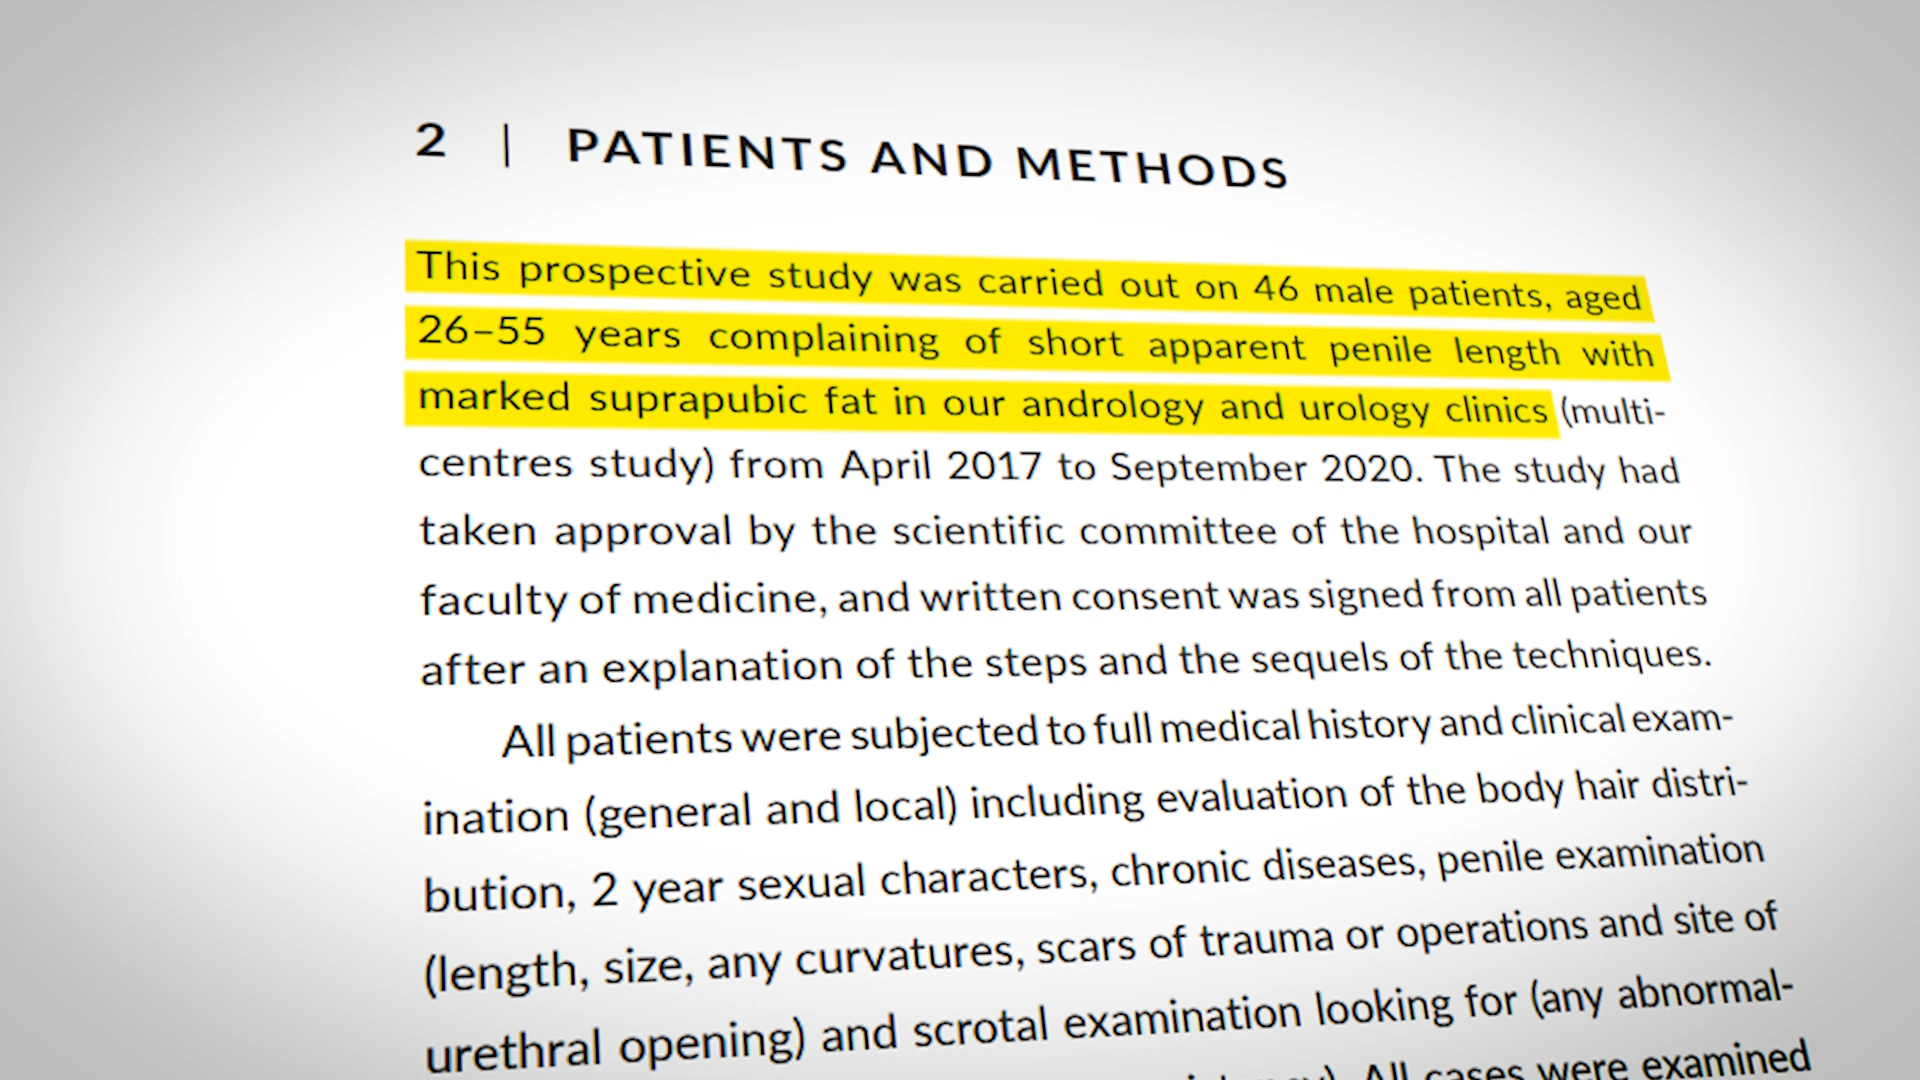 2 | PATIENTS AND METHODS
This prospective study was carried out on 46 male patients, aged
26–55 years complaining of short apparent penile length with
marked suprapubic fat in our andrology and urology clinics (multi-
centres study) from April 2017 to September 2020. The study had
taken approval by the scientific committee of the hospital and our
faculty of medicine, and written consent was signed from all patients
after an explanation of the steps and the sequels of the techniques.
All patients were subjected to full medical history and clinical exam-
ination (general and local) including evaluation of the body hair distri-
bution, 2 year sexual characters, chronic diseases, penile examination
(length, size, any curvatures, scars of trauma or operations and site of
urethral opening) and scrotal examination looking for (any abnormal-
All cases were examined